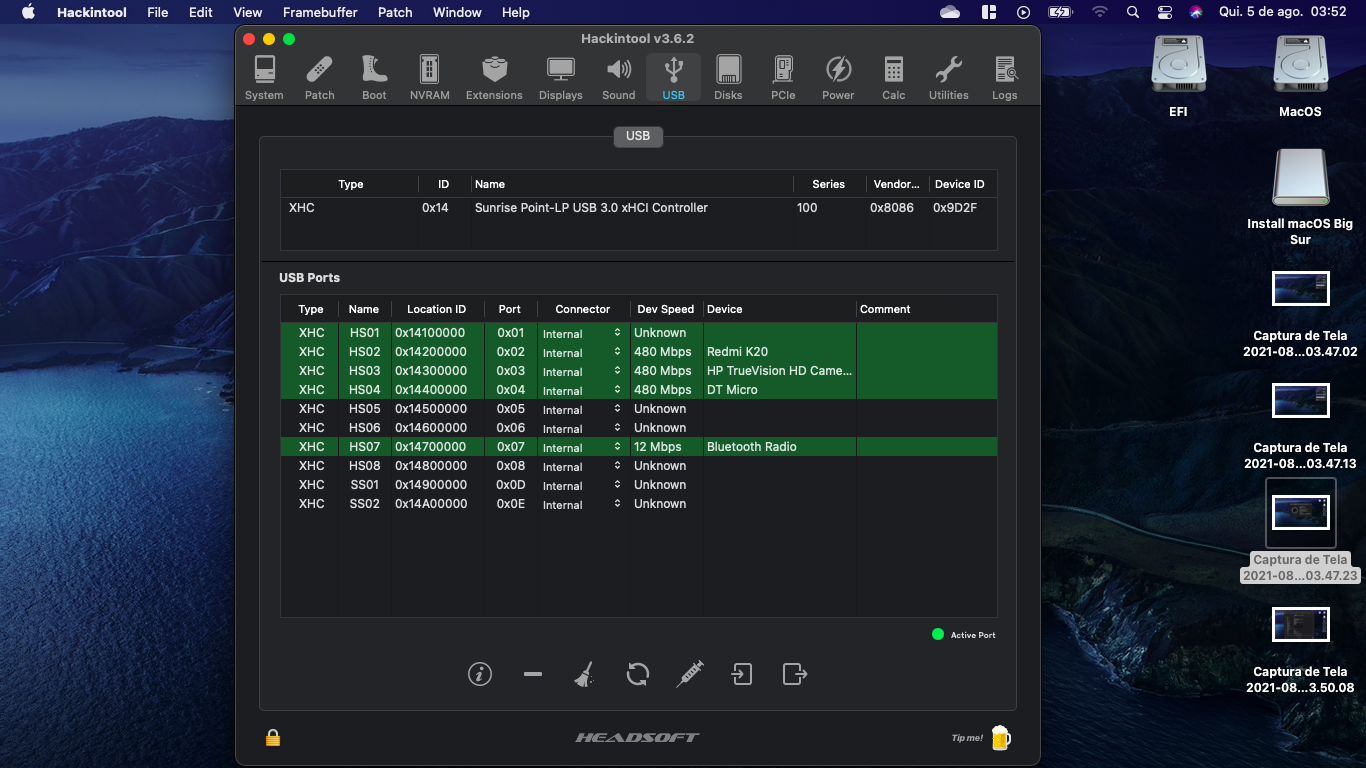 Hackintool File Edit View Framebuffer Patch Window Help Qui. 5 de ago. 03:52
Hackintool v3.6.2
System Patch Boot NVRAM Extensions Displays Sound USB Disks PCIe Power Calc Utilities Logs
USB
Type ID Name Series Vendor... Device ID
XHC 0x14 Sunrise Point-LP USB 3.0 xHCI Controller 100 0x8086 0x9D2F
USB Ports
Type Name Location ID Port Connector Dev Speed Device Comment
XHC HS01 0x14100000 0x01 Internal Unknown
XHC HS02 0x14200000 0x02 Internal 480 Mbps Redmi K20
XHC HS03 0x14300000 0x03 Internal 480 Mbps HP TrueVision HD Came...
XHC HS04 0x14400000 0x04 Internal 480 Mbps DT Micro
XHC HS05 0x14500000 0x05 Internal Unknown
XHC HS06 0x14600000 0x06 Internal Unknown
XHC HS07 0x14700000 0x07 Internal 12 Mbps Bluetooth Radio
XHC HS08 0x14800000 0x08 Internal Unknown
XHC SS01 0x14900000 0x0D Internal Unknown
XHC SS02 0x14A00000 0x0E Internal Unknown
Active Port
HEADSOFT
Tip me!
EFI
MacOS
Install macOS Big
Sur
Captura de Tela
2021-08...03.47.02
Captura de Tela
2021-08...03.47.13
Captura de Tela
2021-08...03.47.23
Captura de Tela
2021-08...3.50.08